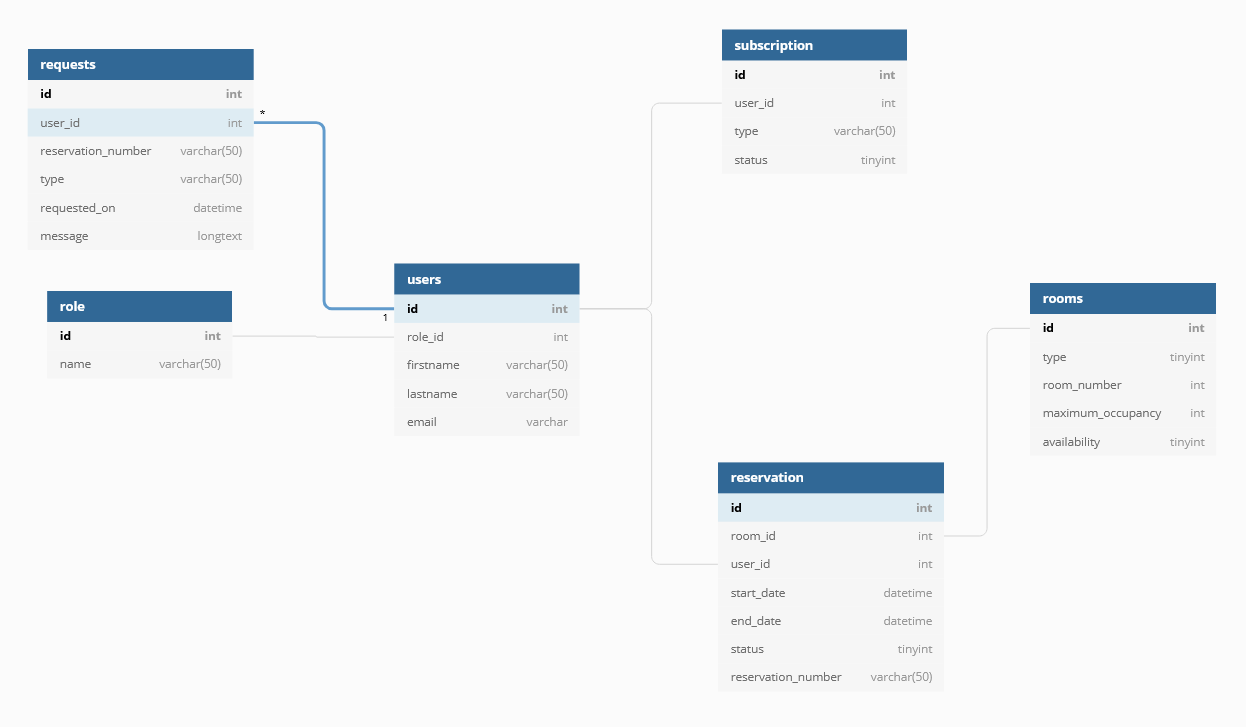 requests
id int
user_id int
reservation_number varchar(50)
type varchar(50)
requested_on datetime
message longtext
*
1
role
id int
name varchar(50)
users
id int
role_id int
firstname varchar(50)
lastname varchar(50)
email varchar
subscription
id int
user_id int
type varchar(50)
status tinyint
rooms
id int
type tinyint
room_number int
maximum_occupancy int
availability tinyint
reservation
id int
room_id int
user_id int
start_date datetime
end_date datetime
status tinyint
reservation_number varchar(50)